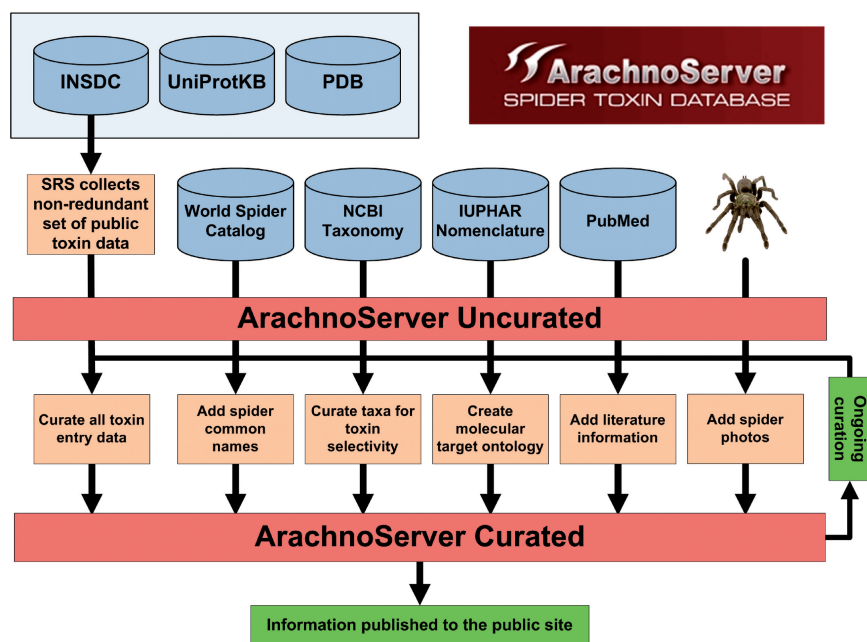 INSDC
UniProtKB
PDB
ArachnoServer
SPIDER TOXIN DATABASE
SRS collects
non-redundant
set of public
toxin data
World Spider
Catalog
NCBI
Taxonomy
IUPHAR
Nomenclature
PubMed
ArachnoServer Uncurated
Curate all toxin
entry data
Add spider
common
names
Curate taxa for
toxin
selectivity
Create
molecular
target ontology
Add literature
information
Add spider
photos
Ongoing
curation
ArachnoServer Curated
Information published to the public site